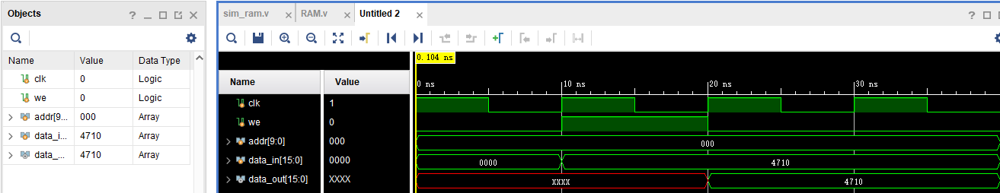 Objects
?
Name Value Data Type
clk 0 Logic
we 0 Logic
addr[9... 000 Array
data_i... 4710 Array
data_... 4710 Array
sim_ram.v
RAM.v
Untitled 2
?
0.104 ns
Name Value
0 ns 10 ns 20 ns 30 ns
clk 1
we 0
addr[9:0] 000 000
data_in[15:0] 0000 0000 4710
data_out[15:0] XXXX XXXX 4710